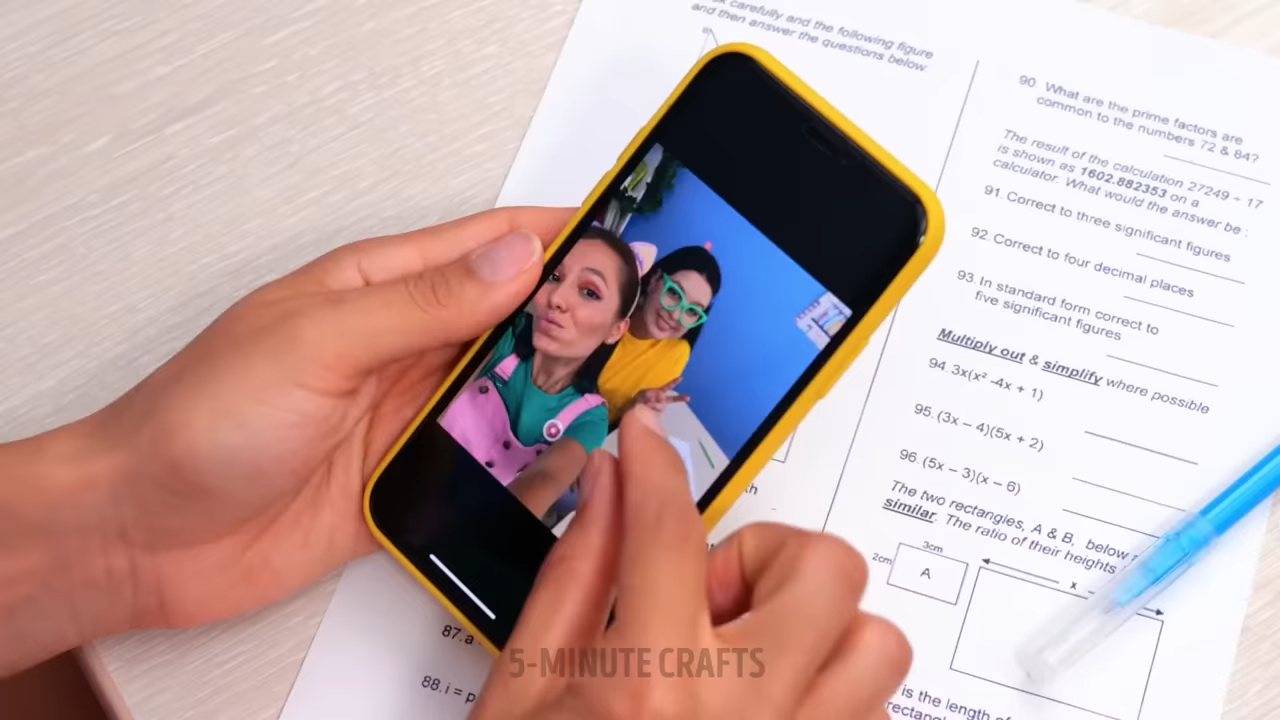 carefully and the following figure
and then answer the questions below.
87. a
88. i = p
90 What are the prime factors are
common to the numbers 72 & 84?
The result of the calculation 27249 ÷ 17
is shown as 1602.882353 on a
calculator. What would the answer be :
91. Correct to three significant figures
92. Correct to four decimal places
93. In standard form correct to
five significant figures
Multiply out & simplify where possible
94. 3x(x² -4x + 1)
95. (3x – 4)(5x + 2)
96. (5x – 3)(x – 6)
The two rectangles, A & B, below
similar. The ratio of their heights
3cm
2cm
A
x
is the length of
5-MINUTE CRAFTS